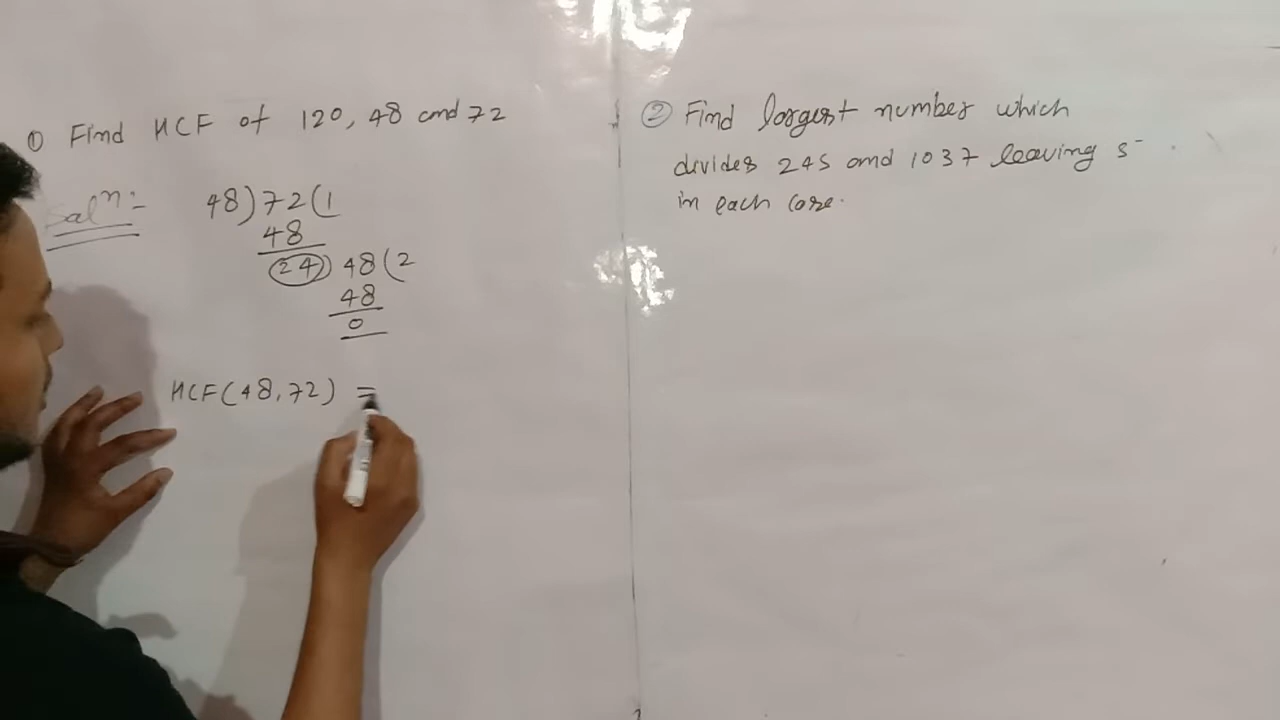 ① Find HCF of 120, 48 and 72
Solⁿ:-
48)72(1
48
24)48(2
48
0
HCF(48,72) =
② Find largest number which
divides 245 and 1037 leaving 5
in each case.